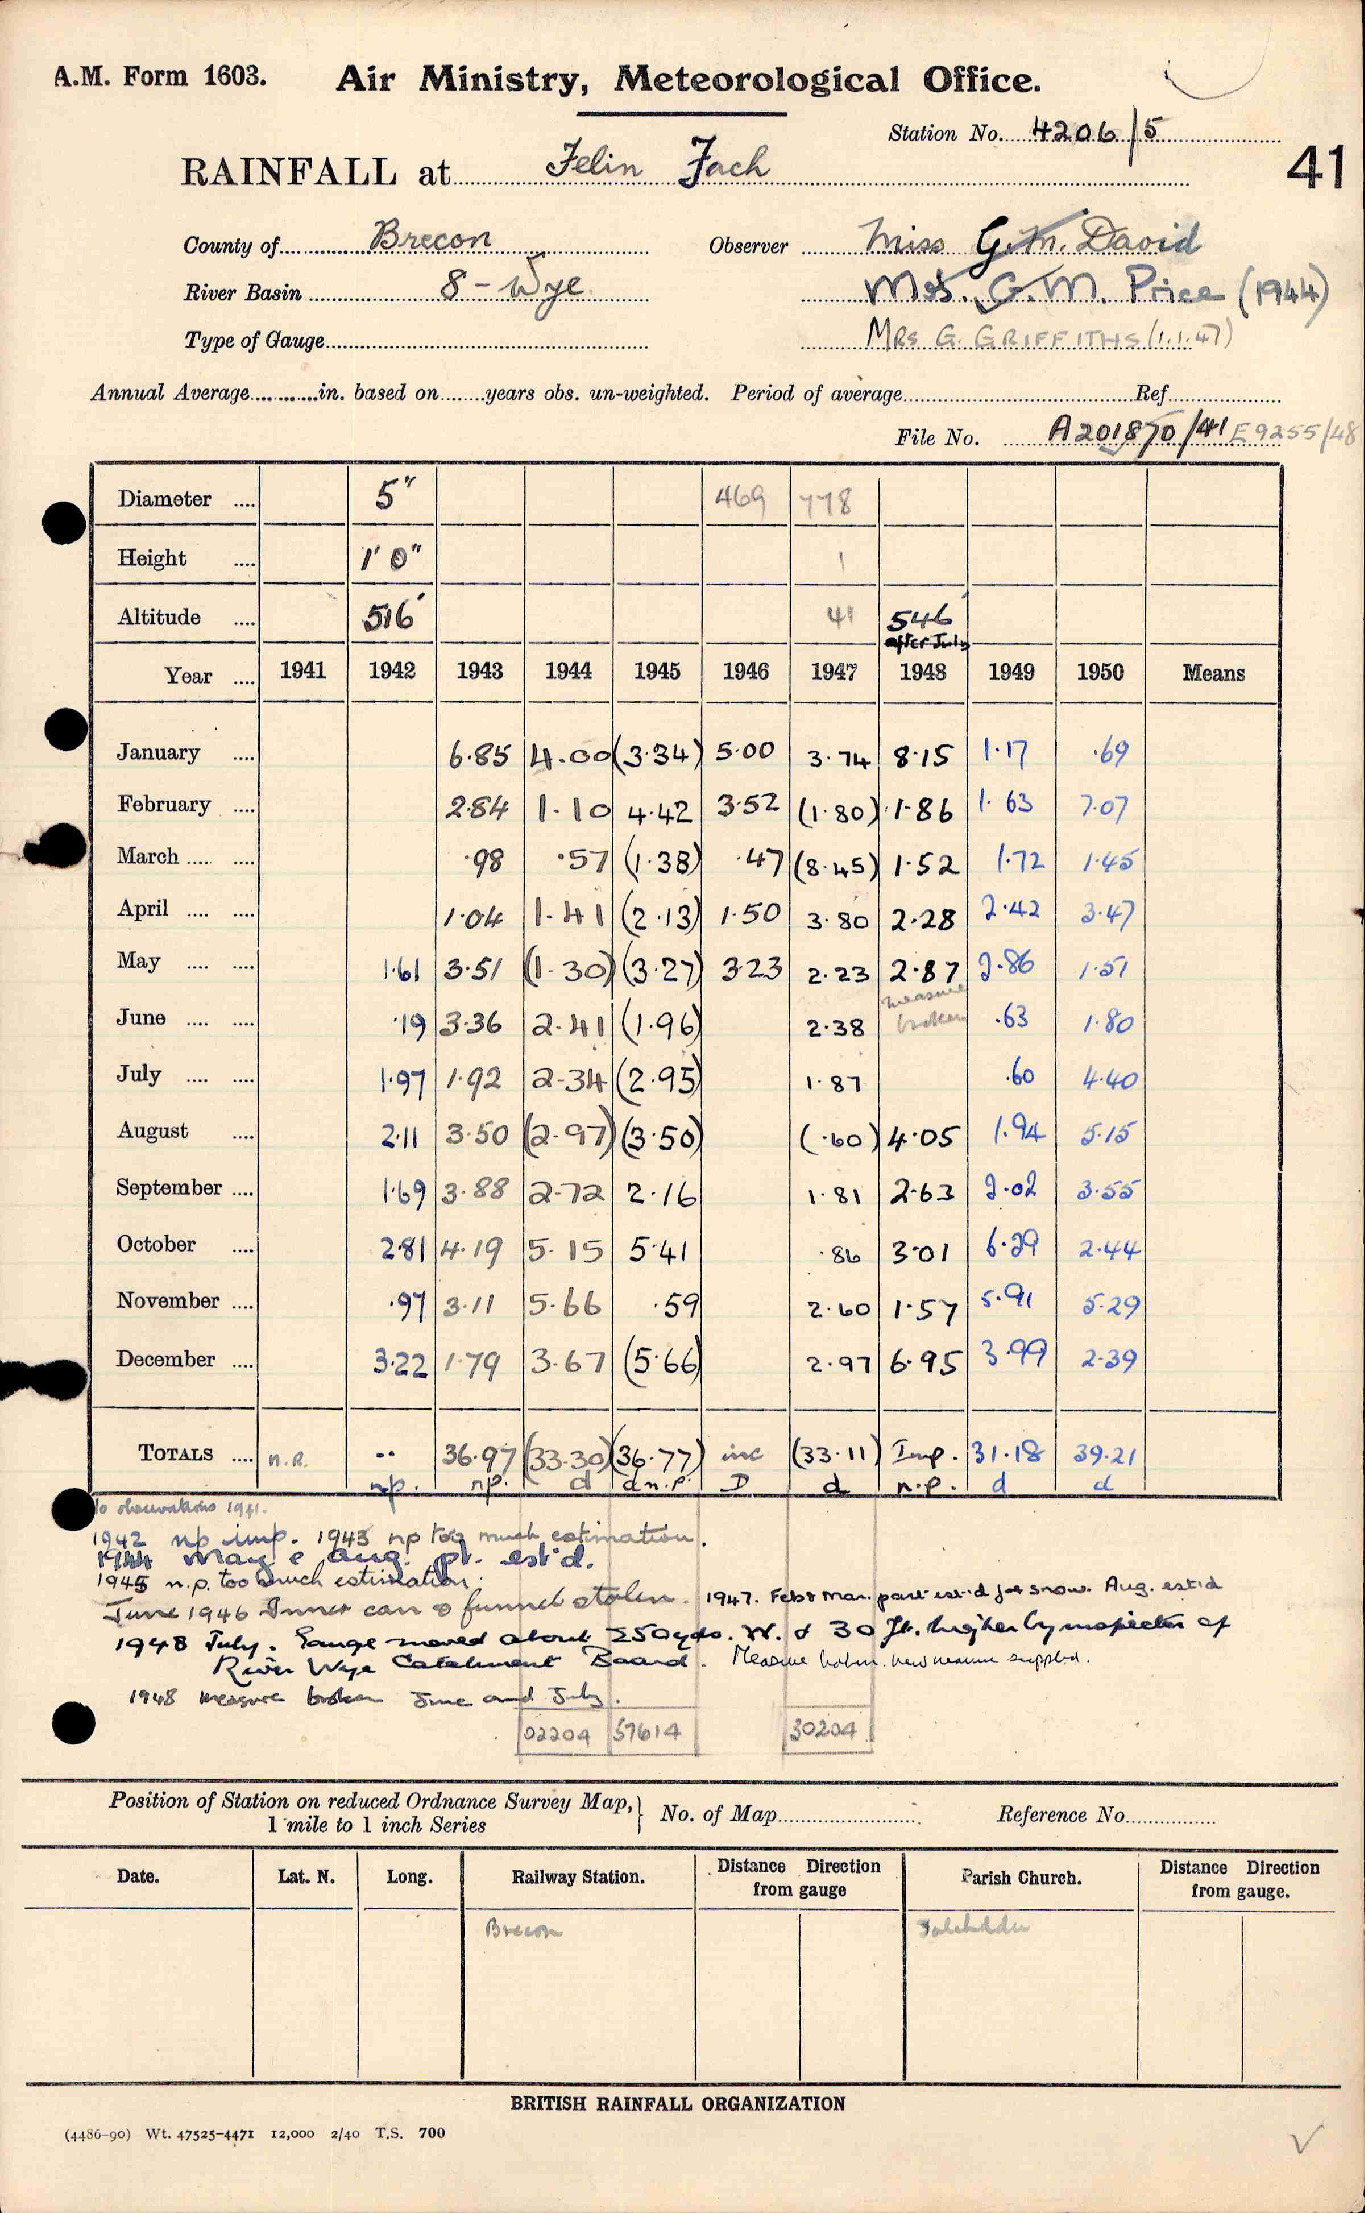 A.M. Form 1603. Air Ministry, Meteorological Office.
Station No. 4206/5
RAINFALL at Felin Fach
41
County of Brecon Observer Miss G.M. David
River Basin 8 - Wye Mrs. G.M. Price (1944)
Type of Gauge MRS G. GRIFFITHS (1.1.47)
Annual Average in. based on years obs. un-weighted. Period of average Ref
File No. A201870/41 E9255/48
Diameter 5" 469 778
Height 1' 0" 1
Altitude 516' 41 546' after July
Year 1941 1942 1943 1944 1945 1946 1947 1948 1949 1950 Means
January 6.85 4.00 (3.34) 5.00 3.74 8.15 1.17 .69
February 2.84 1.10 4.42 3.52 (1.80) 1.86 1.63 7.07
March .98 .57 (1.38) .47 (8.45) 1.52 1.72 1.45
April 1.04 1.41 (2.13) 1.50 3.80 2.28 2.42 3.47
May 1.61 3.51 (1.30) (3.27) 3.23 2.23 2.87 2.86 1.51
June .19 3.36 2.41 (1.96) 2.38 measure broken .63 1.80
July 1.97 1.92 2.34 (2.95) 1.87 .60 4.40
August 2.11 3.50 (2.97) (3.50) (.60) 4.05 1.94 5.15
September 1.69 3.88 2.72 2.16 1.81 2.63 2.02 3.55
October 2.81 4.19 5.15 5.41 .86 3.01 6.29 2.44
November .97 3.11 5.66 .59 2.60 1.57 5.91 5.29
December 3.22 1.79 3.67 (5.66) 2.97 6.95 3.99 2.39
TOTALS n.R. -- 36.97 (33.30) (36.77) inc (33.11) Imp. 31.18 39.21
n.p. n.p. d d n.p. D d n.p. d d
No observations 1941.
1942 np imp. 1943 np too much estimation.
1944 May & Aug. pt. est'd.
1945 n.p. too much estimation.
June 1946 Inner can & funnel stolen. 1947. Feb & Mar. part est'd for snow. Aug. est'd
1948 July. Gauge moved about 250 yds. W. & 30 ft. higher by inspector of
River Wye Catchment Board. Measure broken. new measure supplied.
1948 measure broken June and July.
02204 57614 30204
Position of Station on reduced Ordnance Survey Map, 1 mile to 1 inch Series } No. of Map Reference No.
Date. Lat. N. Long. Railway Station. Distance Direction from gauge Parish Church. Distance Direction from gauge.
Brecon
BRITISH RAINFALL ORGANIZATION
(4486-90) Wt. 47525-4471 12,000 2/40 T.S. 700